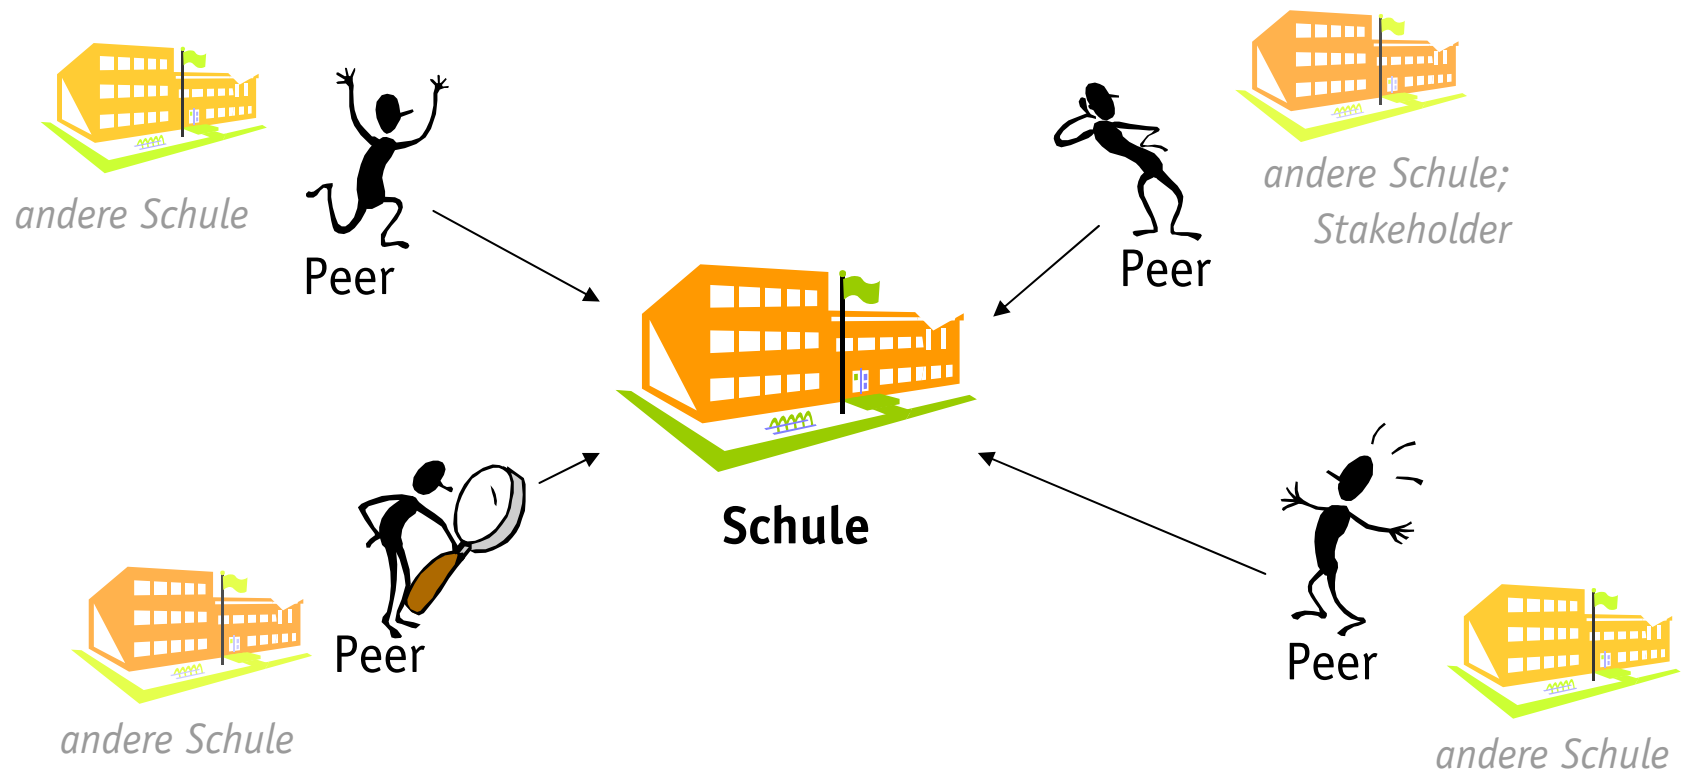 andere Schule
Peer
Peer
andere Schule;
Stakeholder
Schule
Peer
andere Schule
Peer
andere Schule